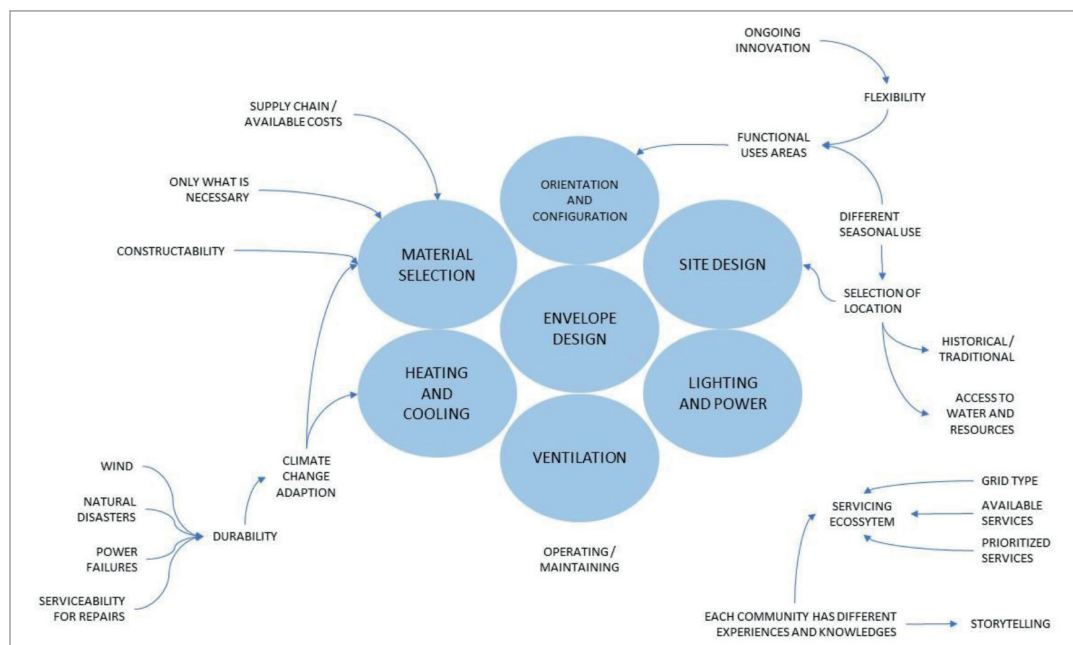 ONGOING
INNOVATION
FLEXIBILITY
SUPPLY CHAIN /
AVAILABLE COSTS
FUNCTIONAL
USES AREAS
ONLY WHAT IS
NECESSARY
ORIENTATION
AND
CONFIGURATION
DIFFERENT
SEASONAL USE
CONSTRUCTABILITY
MATERIAL
SELECTION
SITE DESIGN
SELECTION OF
LOCATION
ENVELOPE
DESIGN
HISTORICAL /
TRADITIONAL
HEATING
AND
COOLING
LIGHTING
AND POWER
ACCESS TO
WATER AND
RESOURCES
VENTILATION
CLIMATE
CHANGE
ADAPTION
WIND
NATURAL
DISASTERS
DURABILITY
POWER
FAILURES
SERVICEABILITY
FOR REPAIRS
OPERATING /
MAINTAINING
GRID TYPE
SERVICING
ECOSSYTEM
AVAILABLE
SERVICES
PRIORITIZED
SERVICES
EACH COMMUNITY HAS DIFFERENT
EXPERIENCES AND KNOWLEDGES
STORYTELLING